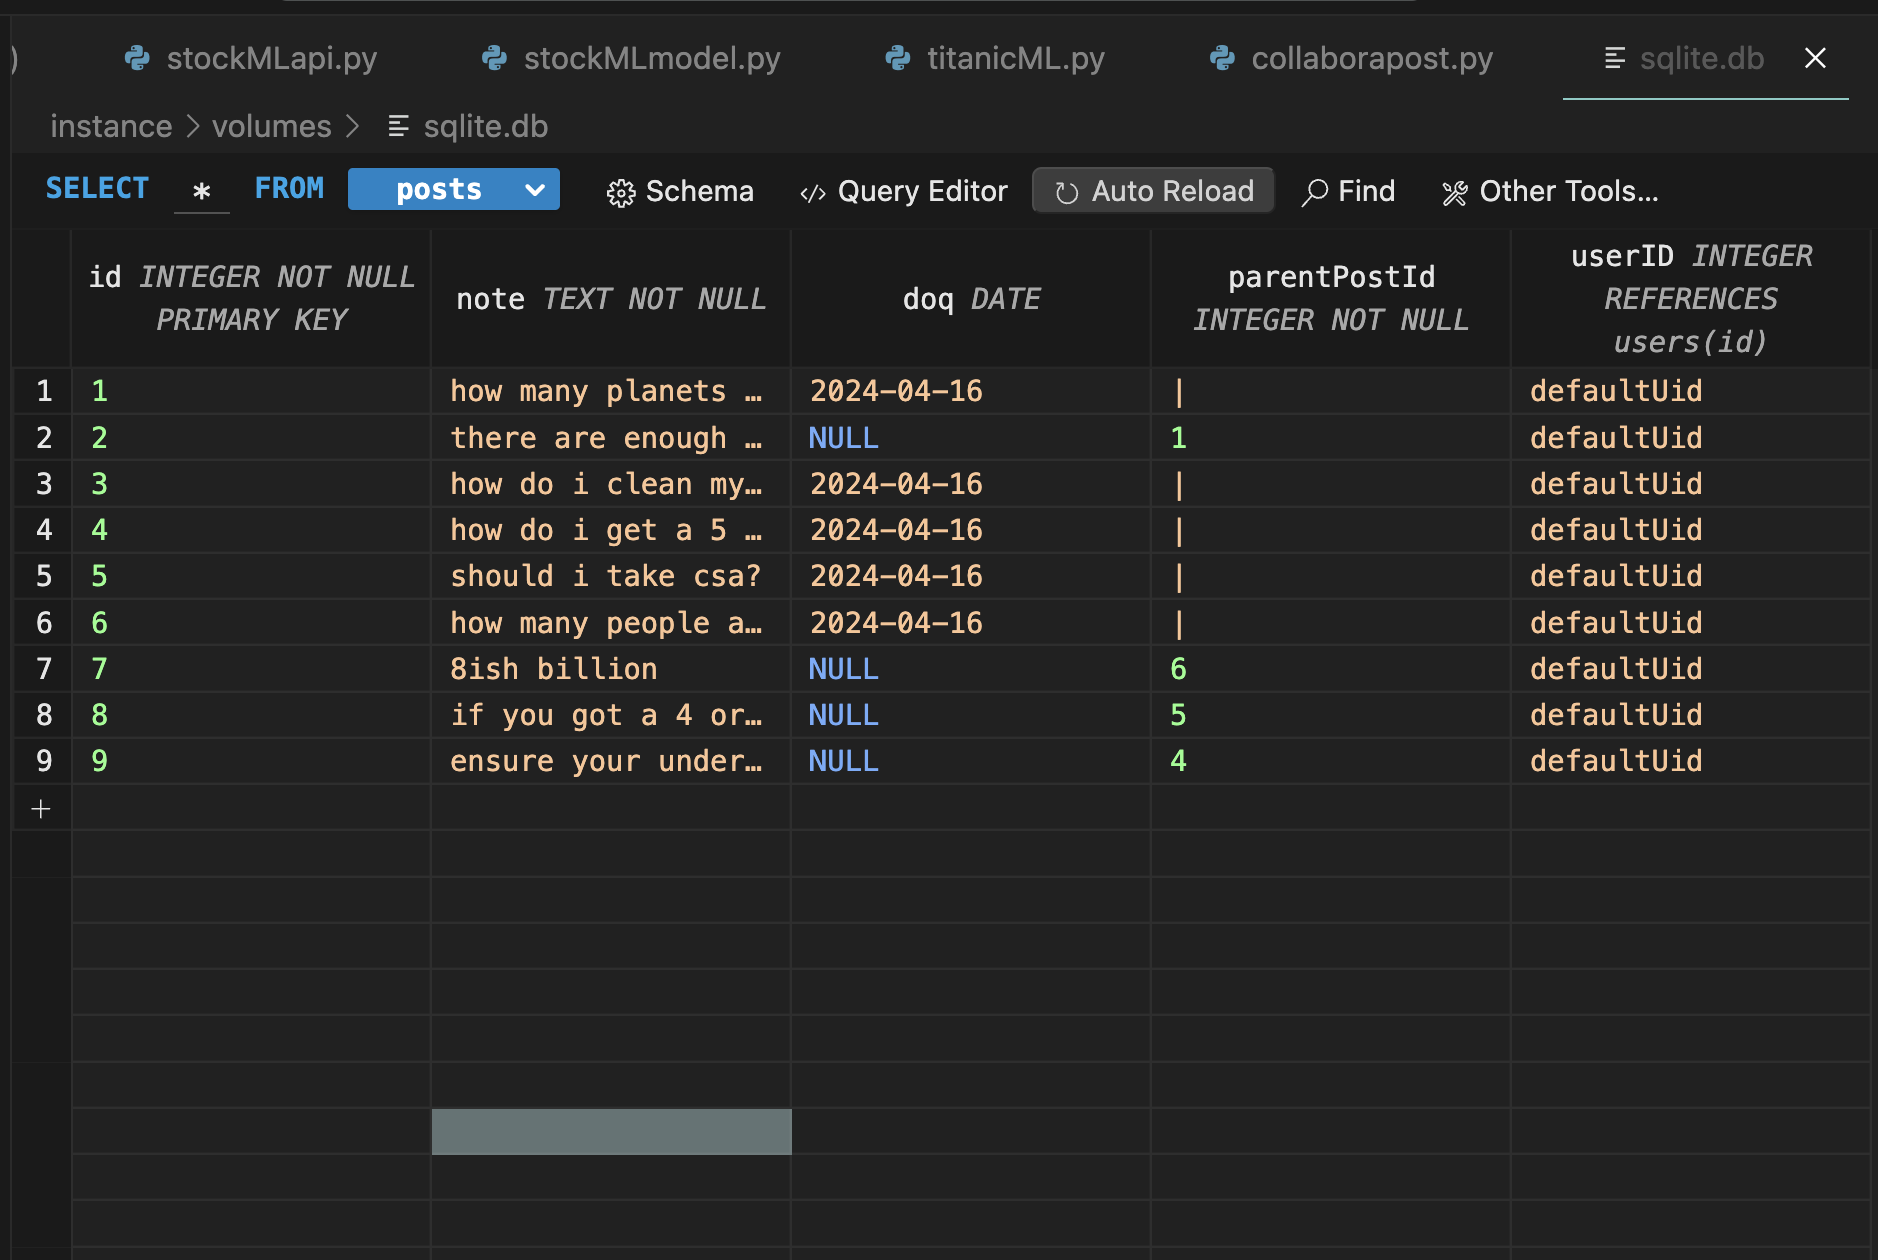 ) stockMLapi.py stockMLmodel.py titanicML.py collaborapost.py sqlite.db
instance > volumes > sqlite.db
SELECT * FROM posts Schema </> Query Editor Auto Reload Find Other Tools...
id INTEGER NOT NULL PRIMARY KEY note TEXT NOT NULL doq DATE parentPostId INTEGER NOT NULL userID INTEGER REFERENCES users(id)
1 1 how many planets … 2024-04-16 | defaultUid
2 2 there are enough … NULL 1 defaultUid
3 3 how do i clean my… 2024-04-16 | defaultUid
4 4 how do i get a 5 … 2024-04-16 | defaultUid
5 5 should i take csa? 2024-04-16 | defaultUid
6 6 how many people a… 2024-04-16 | defaultUid
7 7 8ish billion NULL 6 defaultUid
8 8 if you got a 4 or… NULL 5 defaultUid
9 9 ensure your under… NULL 4 defaultUid
+